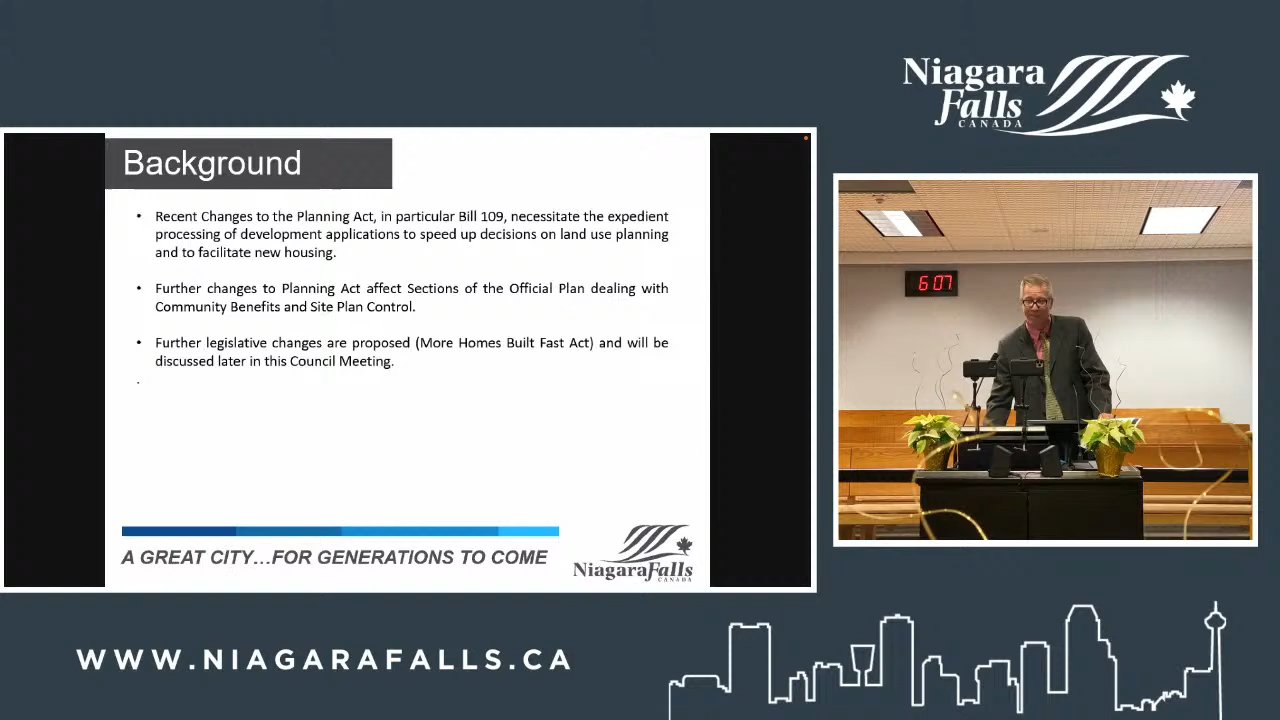 Niagara
Falls
CANADA
Background
• Recent Changes to the Planning Act, in particular Bill 109, necessitate the expedient
processing of development applications to speed up decisions on land use planning
and to facilitate new housing.
• Further changes to Planning Act affect Sections of the Official Plan dealing with
Community Benefits and Site Plan Control.
• Further legislative changes are proposed (More Homes Built Fast Act) and will be
discussed later in this Council Meeting.
.
6:07
A GREAT CITY...FOR GENERATIONS TO COME
NiagaraFalls
CANADA
WWW.NIAGARAFALLS.CA